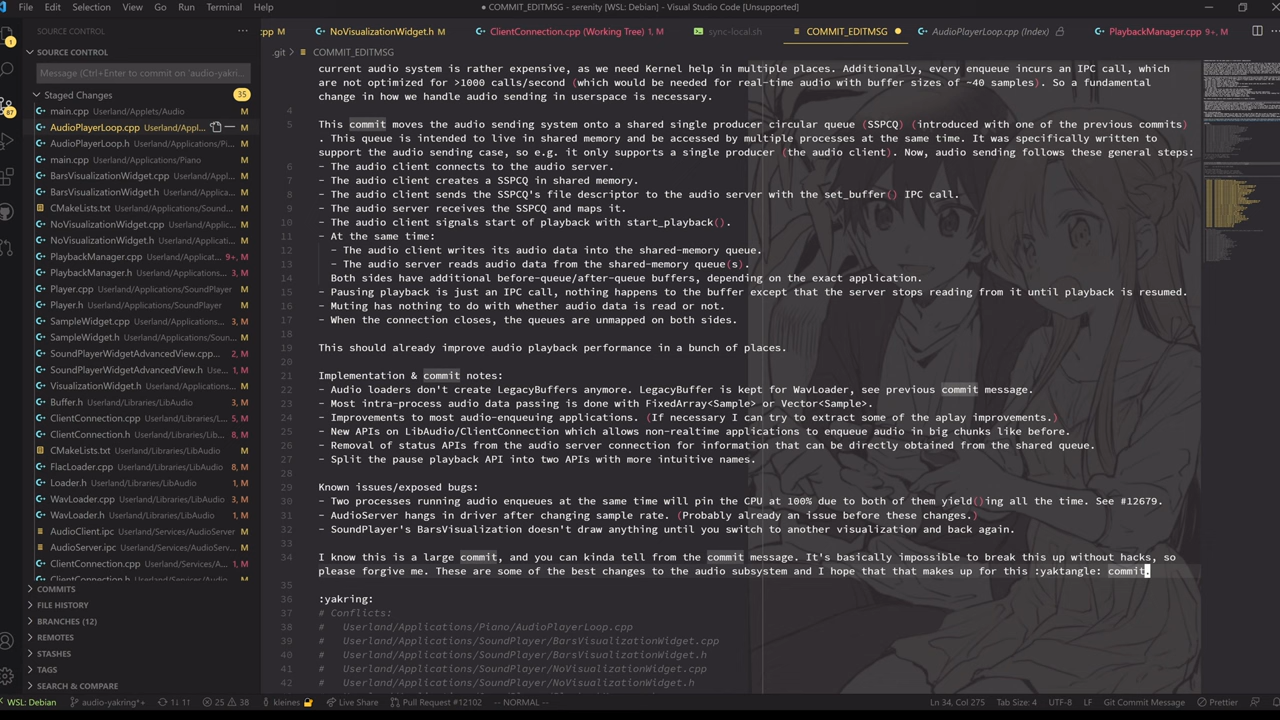 File Edit Selection View Go Run Terminal Help
● COMMIT_EDITMSG - serenity [WSL: Debian] - Visual Studio Code [Unsupported]
SOURCE CONTROL
.cpp M
NoVisualizationWidget.h M
ClientConnection.cpp (Working Tree) M
sync-local.sh
COMMIT_EDITMSG
AudioPlayerLoop.cpp (Index)
PlaybackManager.cpp 9+, M
.git > COMMIT_EDITMSG
SOURCE CONTROL
Message (Ctrl+Enter to commit on 'audio-yakri...
Staged Changes 35
main.cpp Userland/Applets/Audio M
AudioPlayerLoop.cpp Userland/Appl... M
AudioPlayerLoop.h Userland/Applications/Pi... M
main.cpp Userland/Applications/Piano M
BarsVisualizationWidget.cpp Userland/Appl... M
BarsVisualizationWidget.h Userland/Applicat... M
CMakeLists.txt Userland/Applications/Sound... M
NoVisualizationWidget.cpp Userland/Applic... M
NoVisualizationWidget.h Userland/Applicati... M
PlaybackManager.cpp Userland/Applicati... 9+, M
PlaybackManager.h Userland/Applications... 3, M
Player.cpp Userland/Applications/SoundPlayer M
Player.h Userland/Applications/SoundPlayer M
SampleWidget.cpp Userland/Applicatio... 3, M
SampleWidget.h Userland/Applications/Soun... M
SoundPlayerWidgetAdvancedView.cpp... 2, M
SoundPlayerWidgetAdvancedView.h Userl... M
VisualizationWidget.h Userland/Application... M
Buffer.h Userland/Libraries/LibAudio M
ClientConnection.cpp Userland/Librarie... 5, M
ClientConnection.h Userland/Libraries/Lib... 8, M
CMakeLists.txt Userland/Libraries/LibAudio M
FlacLoader.cpp Userland/Libraries/LibAu... 8, M
Loader.h Userland/Libraries/LibAudio M
WavLoader.cpp Userland/Libraries/LibAu... 2, M
WavLoader.h Userland/Libraries/LibAudio M
AudioClient.ipc Userland/Services/AudioSer... M
AudioServer.ipc Userland/Services/AudioSer... M
ClientConnection.h Userland/Services/Audi...
COMMITS
FILE HISTORY
BRANCHES (12)
REMOTES
STASHES
TAGS
SEARCH & COMPARE
current audio system is rather expensive, as we need Kernel help in multiple places. Additionally, every enqueue incurs an IPC call, which
are not optimized for >1000 calls/second (which would be needed for real-time audio with buffer sizes of ~40 samples). So a fundamental
change in how we handle audio sending in userspace is necessary.
4
5 This commit moves the audio sending system onto a shared single producer circular queue (SSPCQ) (introduced with one of the previous commits)
. This queue is intended to live in shared memory and be accessed by multiple processes at the same time. It was specifically written to
support the audio sending case, so e.g. it only supports a single producer (the audio client). Now, audio sending follows these general steps:
6 - The audio client connects to the audio server.
7 - The audio client creates a SSPCQ in shared memory.
8 - The audio client sends the SSPCQ's file descriptor to the audio server with the set_buffer() IPC call.
9 - The audio server receives the SSPCQ and maps it.
10 - The audio client signals start of playback with start_playback().
11 - At the same time:
12 - The audio client writes its audio data into the shared-memory queue.
13 - The audio server reads audio data from the shared-memory queue(s).
14 Both sides have additional before-queue/after-queue buffers, depending on the exact application.
15 - Pausing playback is just an IPC call, nothing happens to the buffer except that the server stops reading from it until playback is resumed.
16 - Muting has nothing to do with whether audio data is read or not.
17 - When the connection closes, the queues are unmapped on both sides.
18
19 This should already improve audio playback performance in a bunch of places.
20
21 Implementation & commit notes:
22 - Audio loaders don't create LegacyBuffers anymore. LegacyBuffer is kept for WavLoader, see previous commit message.
23 - Most intra-process audio data passing is done with FixedArray<Sample> or Vector<Sample>.
24 - Improvements to most audio-enqueuing applications. (If necessary I can try to extract some of the aplay improvements.)
25 - New APIs on LibAudio/ClientConnection which allows non-realtime applications to enqueue audio in big chunks like before.
26 - Removal of status APIs from the audio server connection for information that can be directly obtained from the shared queue.
27 - Split the pause playback API into two APIs with more intuitive names.
28
29 Known issues/exposed bugs:
30 - Two processes running audio enqueues at the same time will pin the CPU at 100% due to both of them yield()ing all the time. See #12679.
31 - AudioServer hangs in driver after changing sample rate. (Probably already an issue before these changes.)
32 - SoundPlayer's BarsVisualization doesn't draw anything until you switch to another visualization and back again.
33
34 I know this is a large commit, and you can kinda tell from the commit message. It's basically impossible to break this up without hacks, so
please forgive me. These are some of the best changes to the audio subsystem and I hope that that makes up for this :yaktangle: commit.
35
36 :yakring:
37 # Conflicts:
38 # Userland/Applications/Piano/AudioPlayerLoop.cpp
39 # Userland/Applications/SoundPlayer/BarsVisualizationWidget.cpp
40 # Userland/Applications/SoundPlayer/BarsVisualizationWidget.h
41 # Userland/Applications/SoundPlayer/NoVisualizationWidget.cpp
42 # Userland/Applications/SoundPlayer/NoVisualizationWidget.h
87
WSL: Debian audio-yakring*+ 1↓ 1↑ 25 38 kleines Live Share Pull Request #12102 -- NORMAL -- Ln 34, Col 275 Tab Size: 4 UTF-8 LF Git Commit Message Prettier